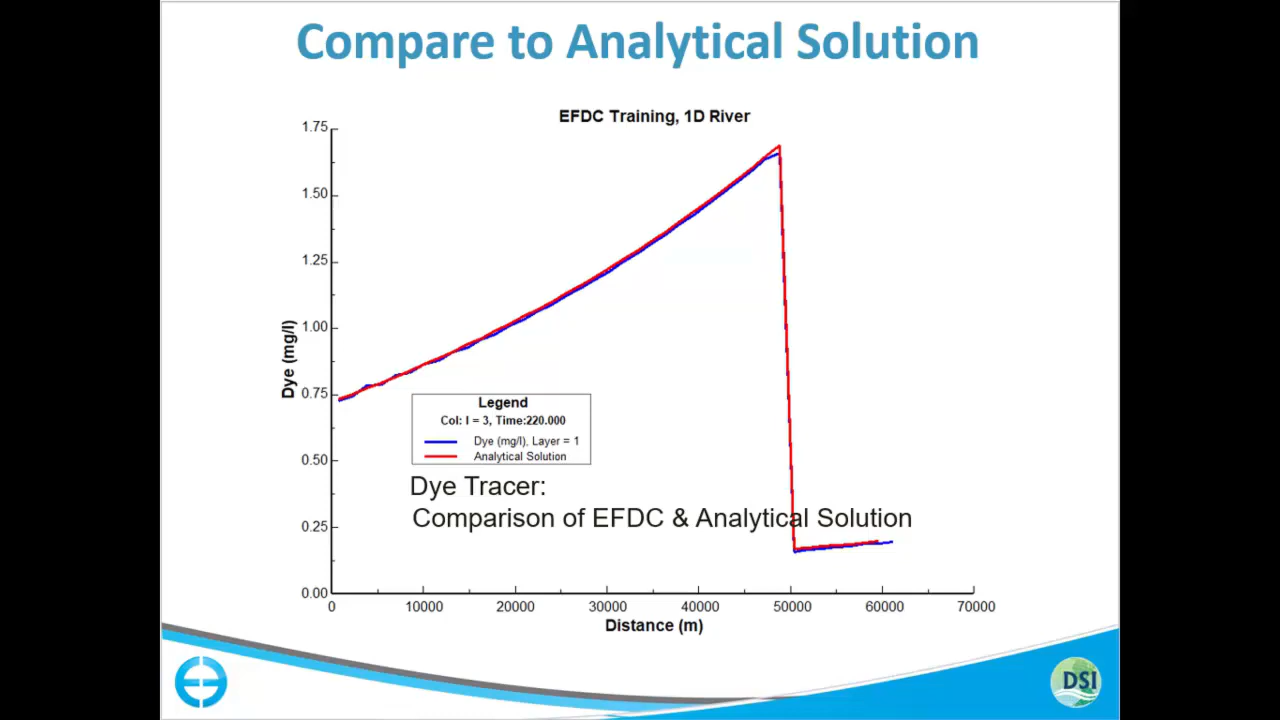 Compare to Analytical Solution
EFDC Training, 1D River
1.75
1.50
1.25
1.00
0.75
0.50
0.25
0.00
Dye (mg/l)
Legend
Col: I = 3, Time:220.000
Dye (mg/l), Layer = 1
Analytical Solution
Dye Tracer:
Comparison of EFDC & Analytical Solution
0 10000 20000 30000 40000 50000 60000 70000
Distance (m)
DSI